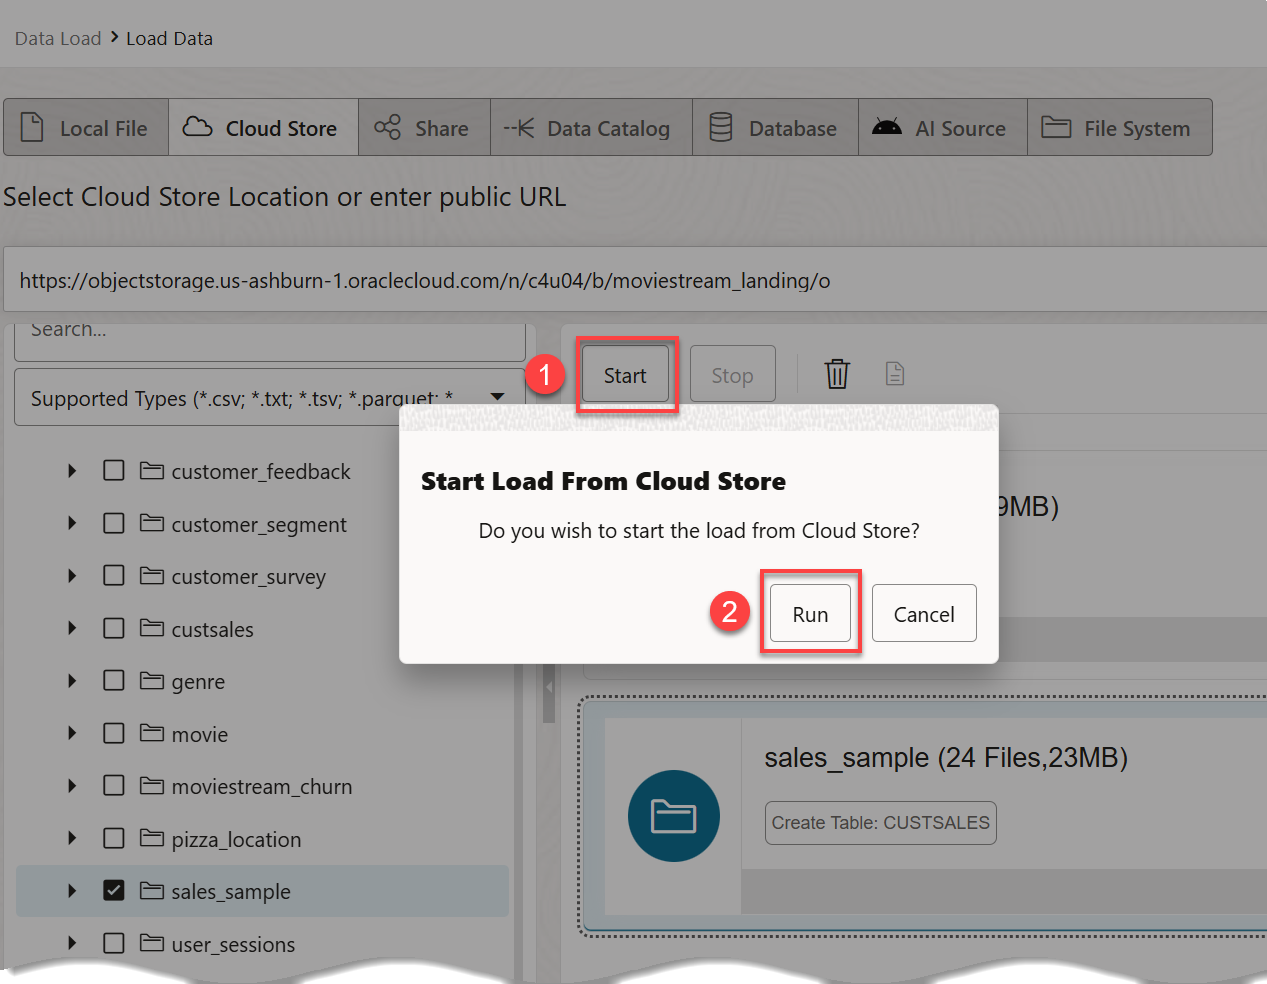 Data Load > Load Data
Local File
Cloud Store
Share
Data Catalog
Database
AI Source
File System
Select Cloud Store Location or enter public URL
https://objectstorage.us-ashburn-1.oraclecloud.com/n/c4u04/b/moviestream_landing/o
Search...
Supported Types (*.csv; *.txt; *.tsv; *.parquet; *
1
Start
Stop
customer_feedback
customer_segment
customer_survey
custsales
genre
movie
moviestream_churn
pizza_location
sales_sample
user_sessions
9MB)
Start Load From Cloud Store
Do you wish to start the load from Cloud Store?
2
Run
Cancel
sales_sample (24 Files,23MB)
Create Table: CUSTSALES